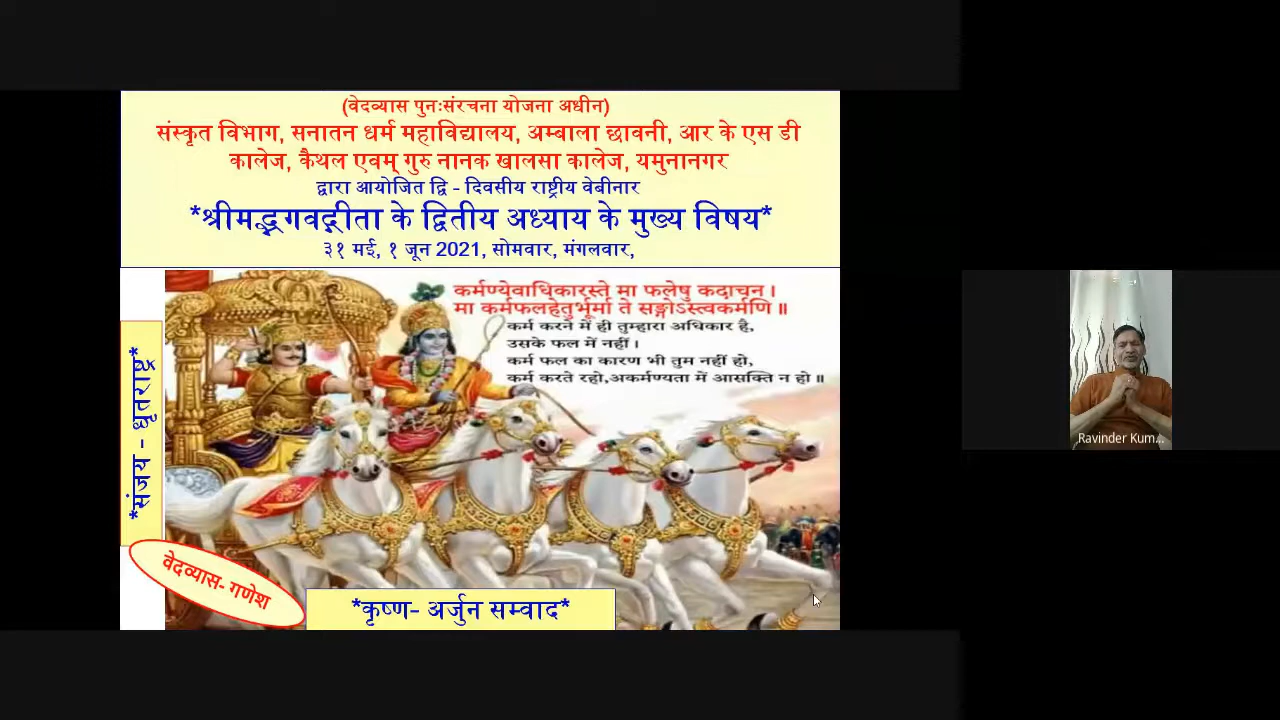 (वेदव्यास पुनःसंरचना योजना अधीन)
संस्कृत विभाग, सनातन धर्म महाविद्यालय, अम्बाला छावनी, आर के एस डी
कालेज, कैथल एवम् गुरु नानक खालसा कालेज, यमुनानगर
द्वारा आयोजित द्वि - दिवसीय राष्ट्रीय वेबीनार
*श्रीमद्भगवद्गीता के द्वितीय अध्याय के मुख्य विषय*
३१ मई, १ जून 2021, सोमवार, मंगलवार,
कर्मण्येवाधिकारस्ते मा फलेषु कदाचन।
मा कर्मफलहेतुर्भूर्मा ते सङ्गोऽस्त्वकर्मणि॥
कर्म करने में ही तुम्हारा अधिकार है,
उसके फल में नहीं।
कर्म फल का कारण भी तुम नहीं हो,
कर्म करते रहो,अकर्मण्यता में आसक्ति न हो॥
*संजय - धृतराष्ट्र*
वेदव्यास- गणेश
*कृष्ण- अर्जुन सम्वाद*
Ravinder Kum...